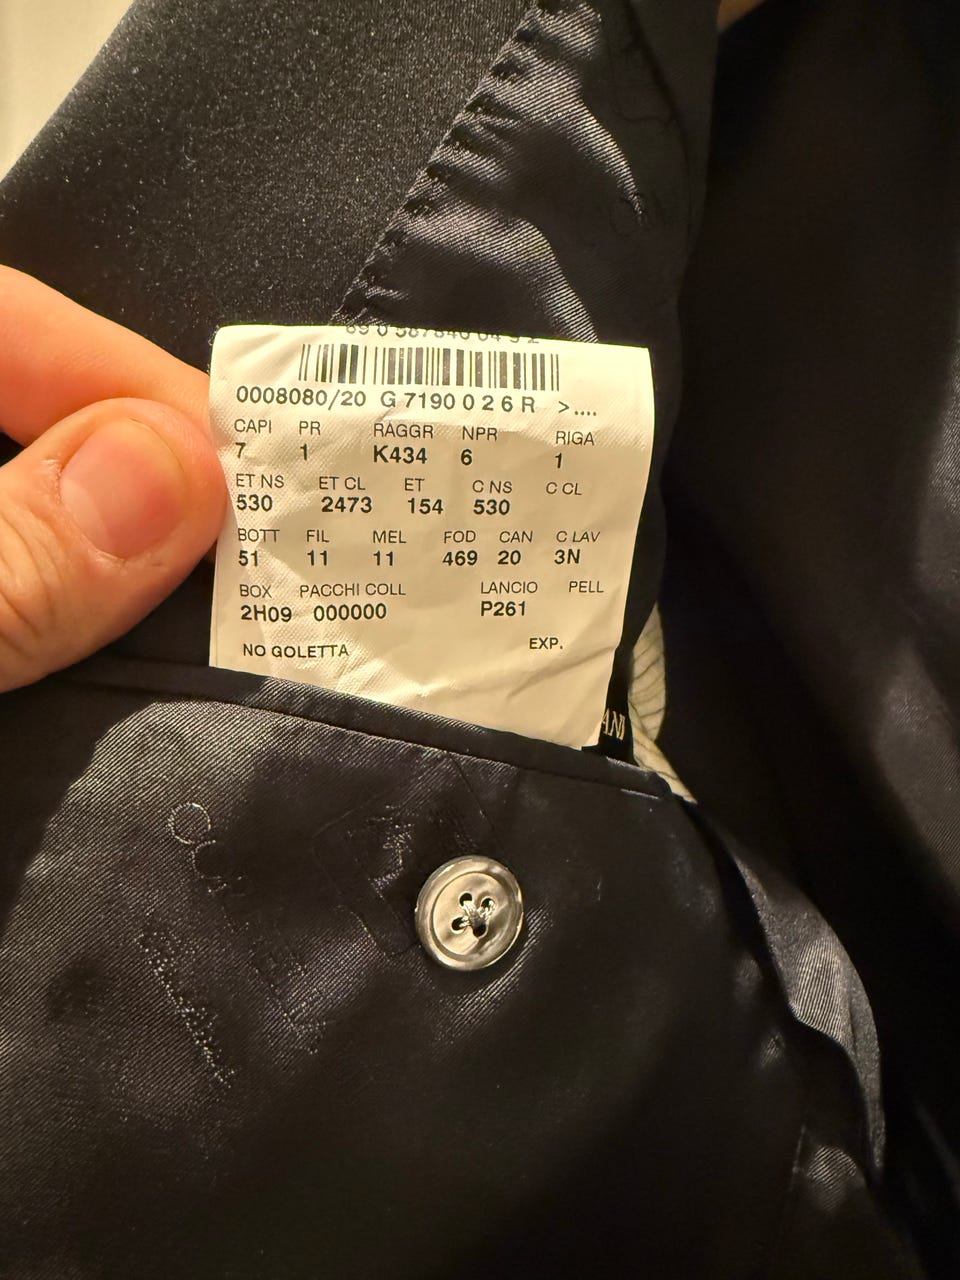 0008080/20 G 7190 0 2 6 R >....
CAPI PR RAGGR NPR RIGA
7 1 K434 6 1
ET NS ET CL ET C NS C CL
530 2473 154 530
BOTT FIL MEL FOD CAN C LAV
51 11 11 469 20 3N
BOX PACCHI COLL LANCIO PELL
2H09 000000 P261
NO GOLETTA EXP.